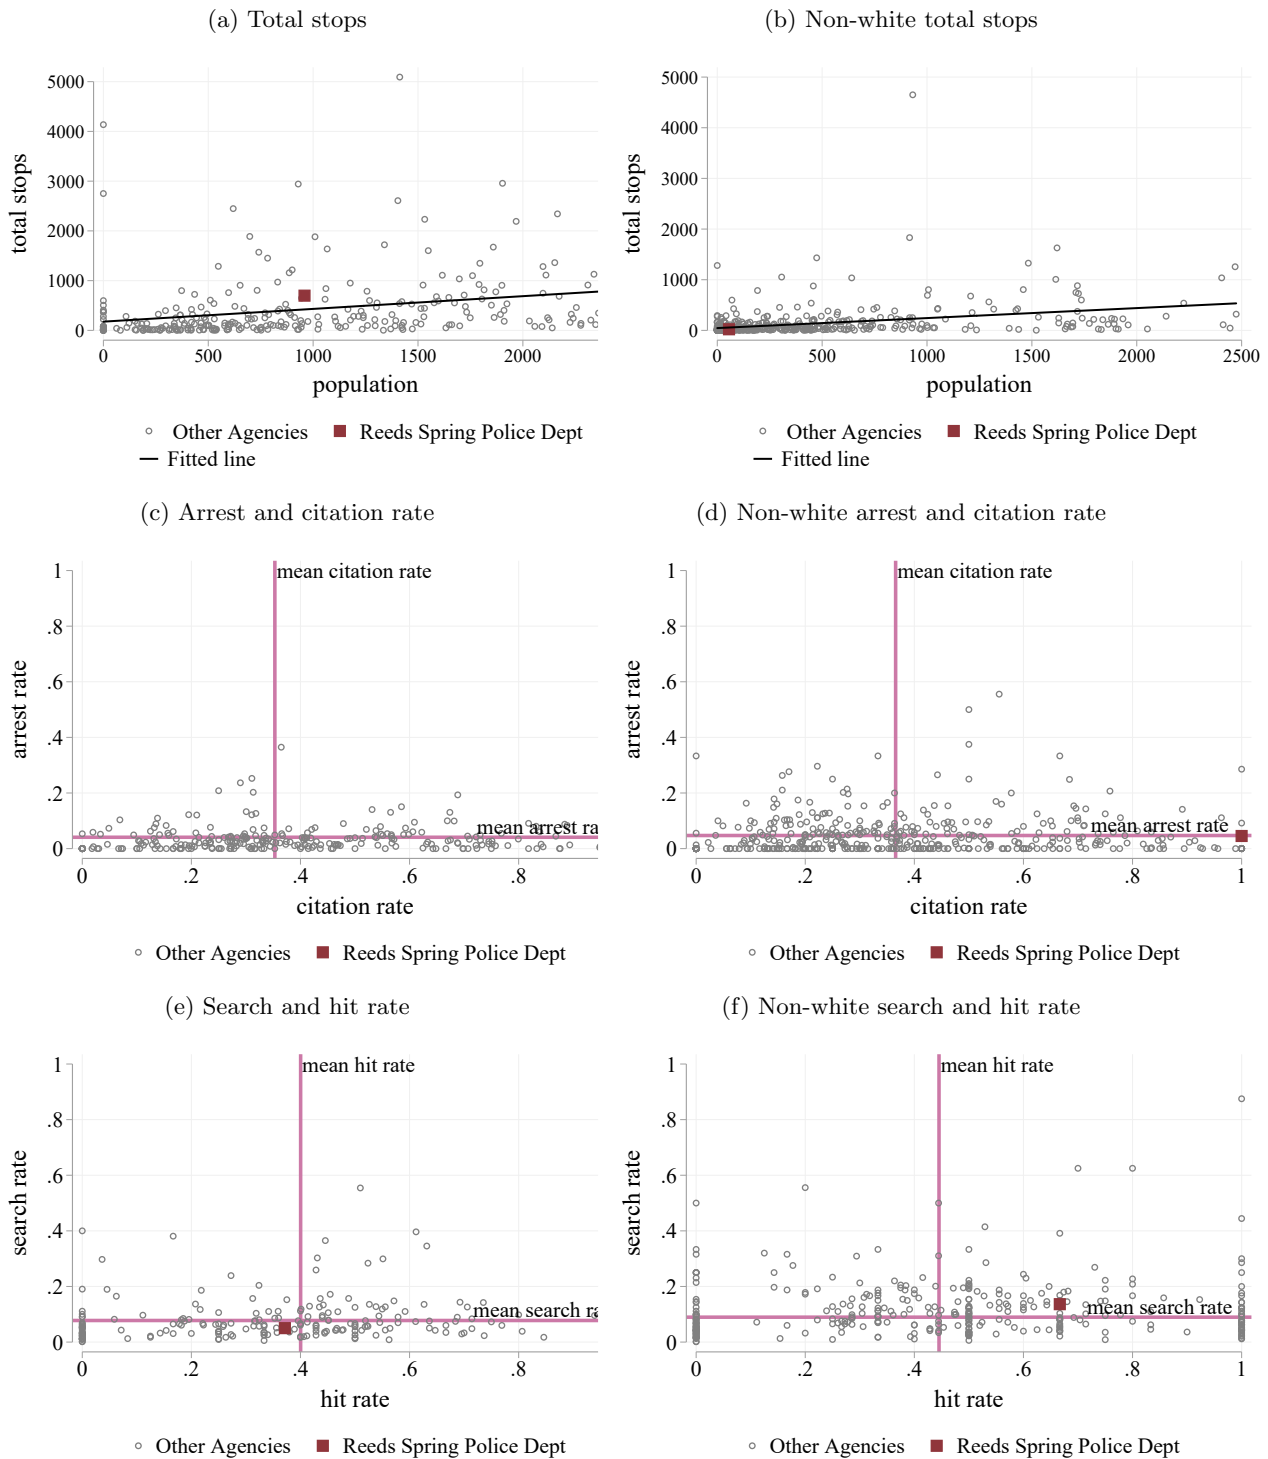 (a) Total stops
(b) Non-white total stops
5000
4000
3000
2000
1000
0
total stops
0 500 1000 1500 2000
population
Other Agencies Reeds Spring Police Dept
Fitted line
5000
4000
3000
2000
1000
0
total stops
0 500 1000 1500 2000 2500
population
Other Agencies Reeds Spring Police Dept
Fitted line
(c) Arrest and citation rate
(d) Non-white arrest and citation rate
1
.8
.6
.4
.2
0
arrest rate
mean citation rate
mean arrest ra
0 .2 .4 .6 .8
citation rate
Other Agencies Reeds Spring Police Dept
1
.8
.6
.4
.2
0
arrest rate
mean citation rate
mean arrest rate
0 .2 .4 .6 .8 1
citation rate
Other Agencies Reeds Spring Police Dept
(e) Search and hit rate
(f) Non-white search and hit rate
1
.8
.6
.4
.2
0
search rate
mean hit rate
mean search ra
0 .2 .4 .6 .8
hit rate
Other Agencies Reeds Spring Police Dept
1
.8
.6
.4
.2
0
search rate
mean hit rate
mean search rate
0 .2 .4 .6 .8 1
hit rate
Other Agencies Reeds Spring Police Dept